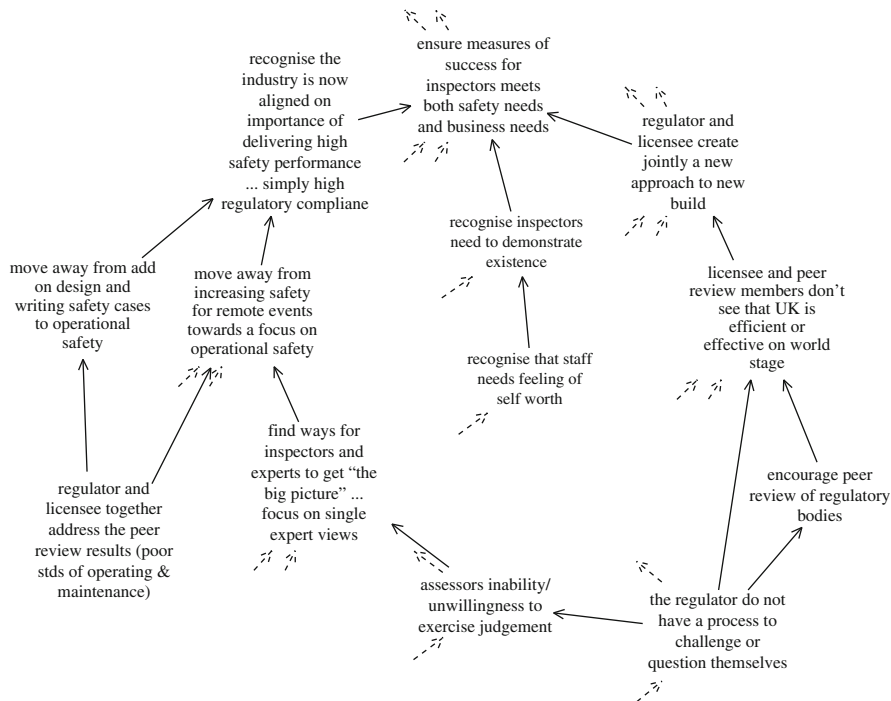 recognise the
industry is now
aligned on
importance of
delivering high
safety performance
... simply high
regulatory compliane
ensure measures of
success for
inspectors meets
both safety needs
and business needs
regulator and
licensee create
jointly a new
approach to new
build
recognise inspectors
need to demonstrate
existence
move away from add
on design and
writing safety cases
to operational
safety
move away from
increasing safety
for remote events
towards a focus on
operational safety
licensee and peer
review members don't
see that UK is
efficient or
effective on world
stage
recognise that staff
needs feeling of
self worth
find ways for
inspectors and
experts to get “the
big picture” ...
focus on single
expert views
regulator and
licensee together
address the peer
review results (poor
stds of operating &
maintenance)
encourage peer
review of regulatory
bodies
assessors inability/
unwillingness to
exercise judgement
the regulator do not
have a process to
challenge or
question themselves